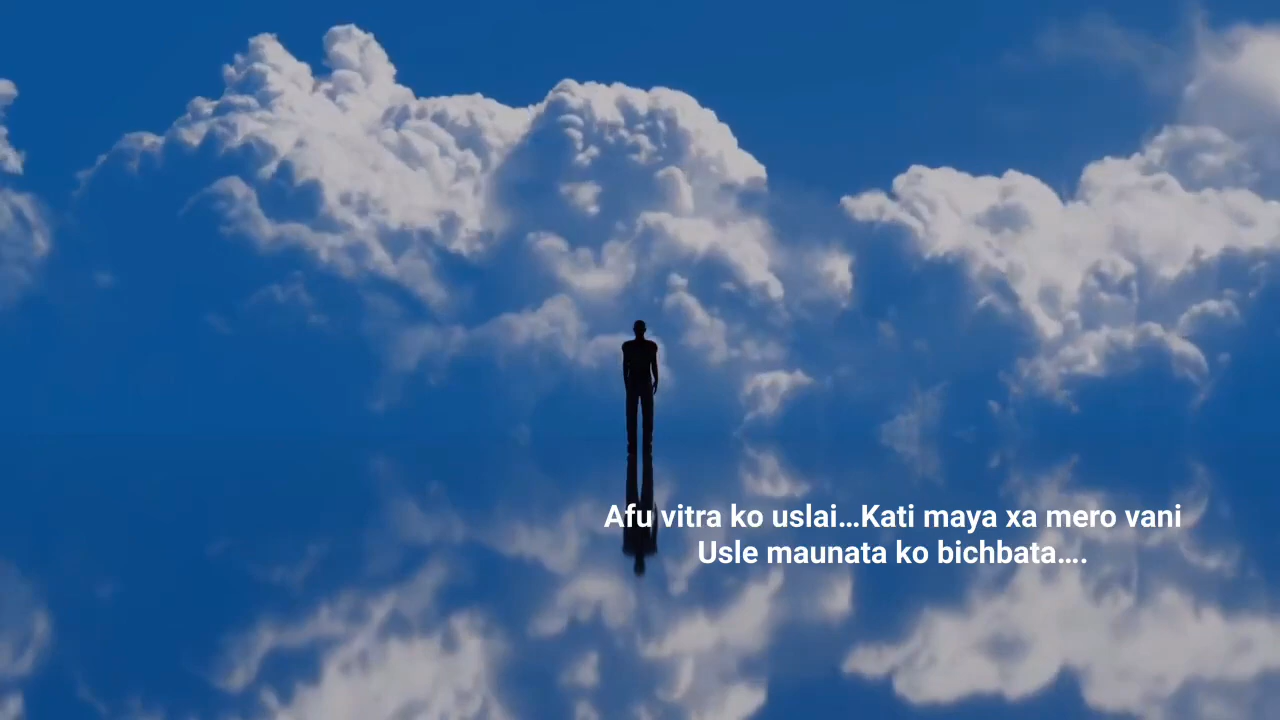 Afu vitra ko uslai...Kati maya xa mero vani
Usle maunata ko bichbata....